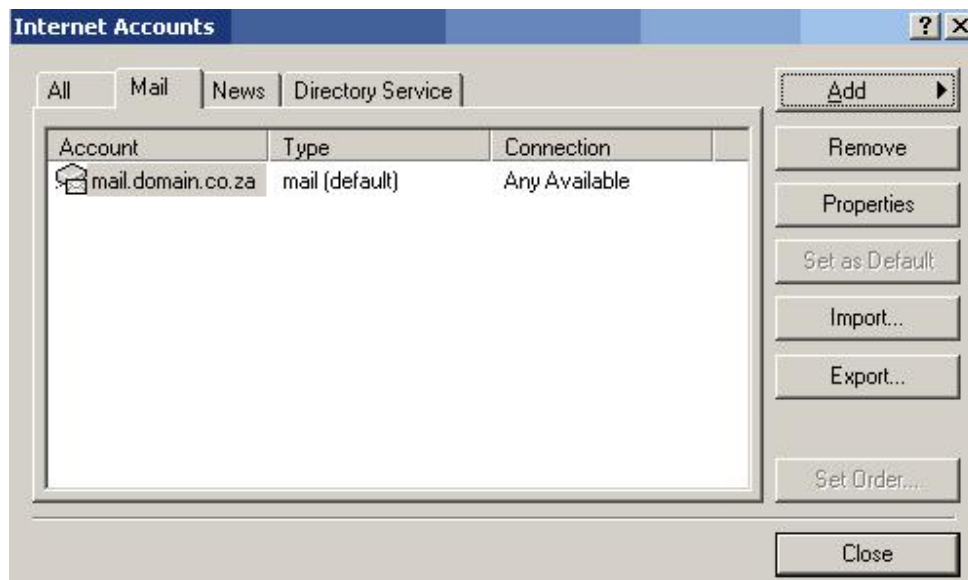 Internet Accounts
All Mail News Directory Service
Add
Account Type Connection
Remove
mail.domain.co.za mail (default) Any Available
Properties
Set as Default
Import...
Export...
Set Order...
Close